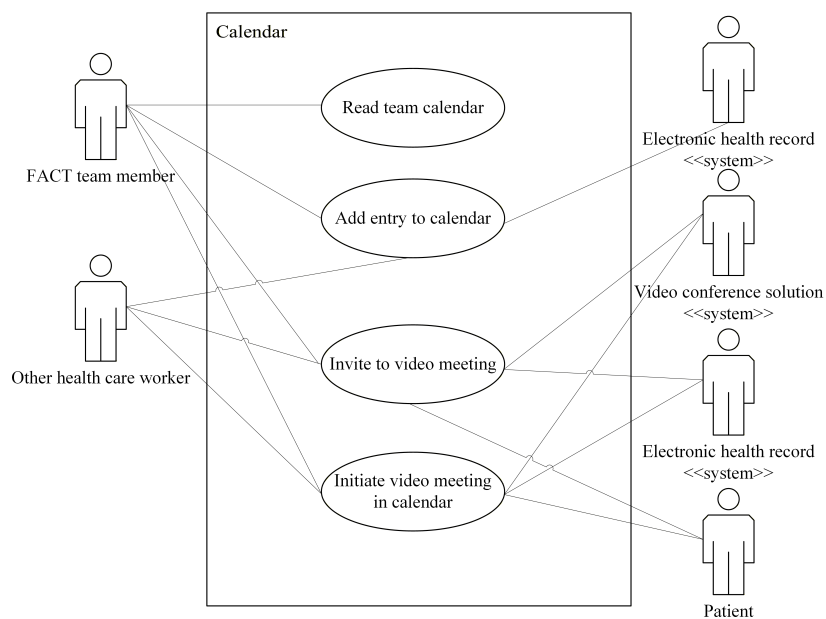 Calendar
Read team calendar
FACT team member
Electronic health record
<<system>>
Add entry to calendar
Other health care worker
Video conference solution
<<system>>
Invite to video meeting
Electronic health record
<<system>>
Initiate video meeting
in calendar
Patient